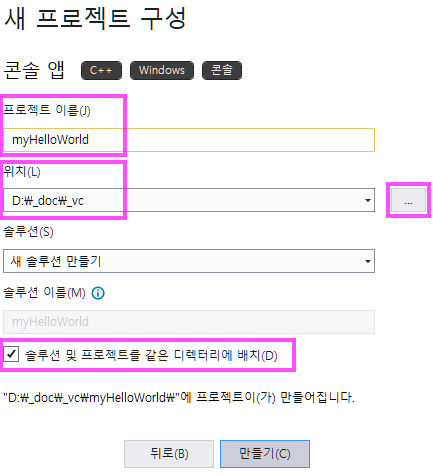 새 프로젝트 구성
콘솔 앱 C++ Windows 콘솔
프로젝트 이름(J)
myHelloWorld
위치(L)
D:₩_doc₩_vc
...
솔루션(S)
새 솔루션 만들기
솔루션 이름(M)
myHelloWorld
솔루션 및 프로젝트를 같은 디렉터리에 배치(D)
"D:₩_doc₩_vc₩myHelloWorld₩"에 프로젝트이(가) 만들어집니다.
뒤로(B) 만들기(C)